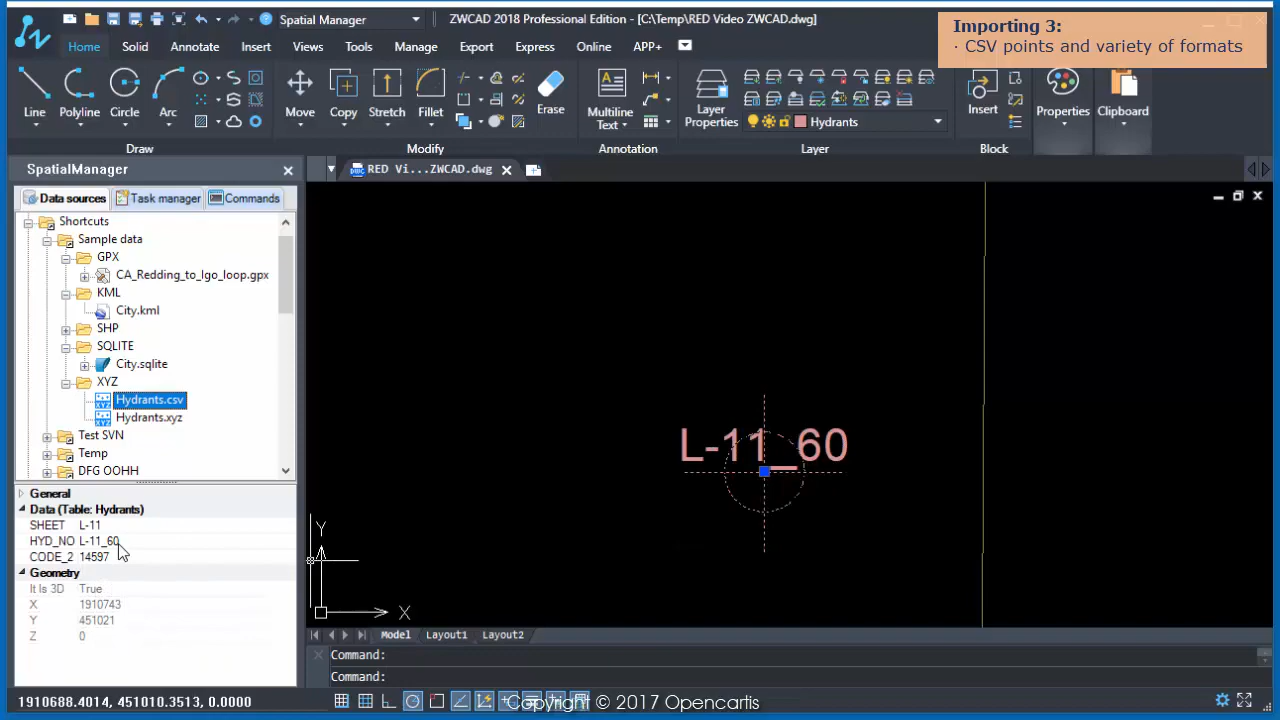 Spatial Manager
ZWCAD 2018 Professional Edition - [C:\Temp\RED Video ZWCAD.dwg]
Importing 3:
· CSV points and variety of formats
Home
Solid
Annotate
Insert
Views
Tools
Manage
Export
Express
Online
APP+
Line
Polyline
Circle
Arc
Move
Copy
Stretch
Fillet
Erase
Multiline
Text
Layer
Properties
Hydrants
Insert
Properties
Clipboard
Draw
Modify
Annotation
Layer
Block
SpatialManager
RED Vi...ZWCAD.dwg
Data sources
Task manager
Commands
Shortcuts
Sample data
GPX
CA_Redding_to_lgo_loop.gpx
KML
City.kml
SHP
SQLITE
City.sqlite
XYZ
Hydrants.csv
Hydrants.xyz
Test SVN
Temp
DFG OOHH
General
Data (Table: Hydrants)
SHEET L-11
HYD_NO L-11_60
CODE_2 14597
Geometry
It Is 3D True
X 1910743
Y 451021
Z 0
L-11_60
Y
X
Model
Layout1
Layout2
Command:
Command:
1910688.4014, 451010.3513, 0.0000
Copyright © 2017 Opencartis